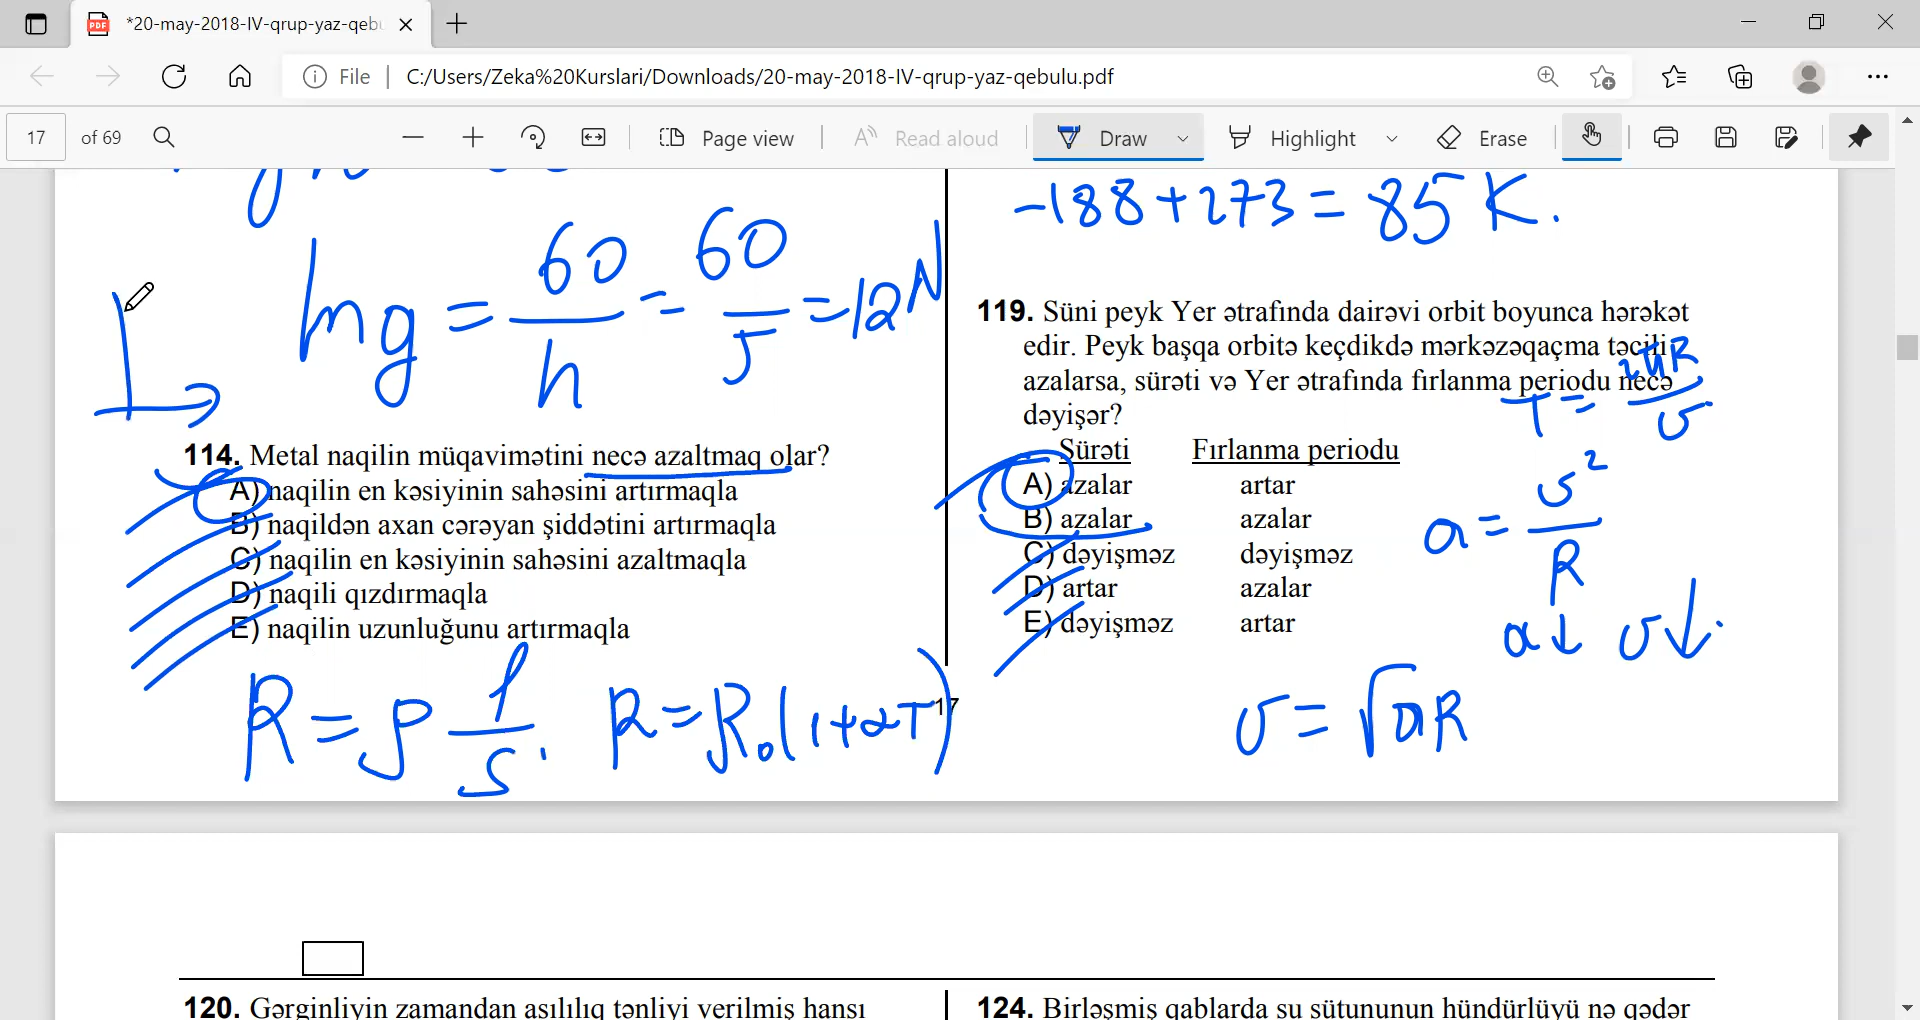 *20-may-2018-IV-qrup-yaz-qebu
File
C:/Users/Zeka%20Kurslari/Downloads/20-may-2018-IV-qrup-yaz-qebulu.pdf
17 of 69
Page view
Read aloud
Draw
Highlight
Erase
mg = 60/h = 60/5 = 12N
114. Metal naqilin müqavimətini necə azaltmaq olar?
A) naqilin en kəsiyinin sahəsini artırmaqla
B) naqildən axan cərəyan şiddətini artırmaqla
C) naqilin en kəsiyinin sahəsini azaltmaqla
D) naqili qızdırmaqla
E) naqilin uzunluğunu artırmaqla
R = ρ l/S
R = R₀(1+αT)
-188+273=85 K.
119. Süni peyk Yer ətrafında dairəvi orbit boyunca hərəkət
edir. Peyk başqa orbitə keçdikdə mərkəzəqaçma təcili
azalarsa, sürəti və Yer ətrafında fırlanma periodu necə
dəyişər?
T = 2πR/υ
Sürəti Fırlanma periodu
A) azalar artar
B) azalar azalar
C) dəyişməz dəyişməz
D) artar azalar
E) dəyişməz artar
a = υ²/R
a↓ υ↓
υ = √aR
17
120. Gərginliyin zamandan asılılıq tənliyi verilmiş hansı
124. Birləşmiş qablarda su sütununun hündürlüyü nə qədər